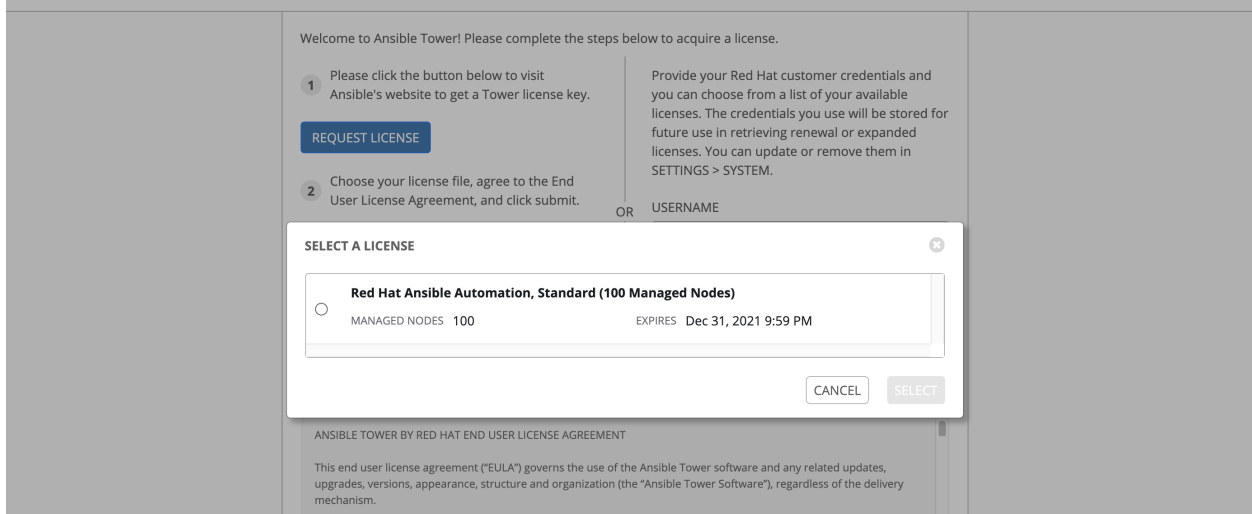 Welcome to Ansible Tower! Please complete the steps below to acquire a license.
1
Please click the button below to visit
Ansible's website to get a Tower license key.
REQUEST LICENSE
2
Choose your license file, agree to the End
User License Agreement, and click submit.
OR
Provide your Red Hat customer credentials and
you can choose from a list of your available
licenses. The credentials you use will be stored for
future use in retrieving renewal or expanded
licenses. You can update or remove them in
SETTINGS > SYSTEM.
USERNAME
SELECT A LICENSE
Red Hat Ansible Automation, Standard (100 Managed Nodes)
MANAGED NODES 100 EXPIRES Dec 31, 2021 9:59 PM
CANCEL SELECT
ANSIBLE TOWER BY RED HAT END USER LICENSE AGREEMENT
This end user license agreement (“EULA”) governs the use of the Ansible Tower software and any related updates,
upgrades, versions, appearance, structure and organization (the “Ansible Tower Software”), regardless of the delivery
mechanism.